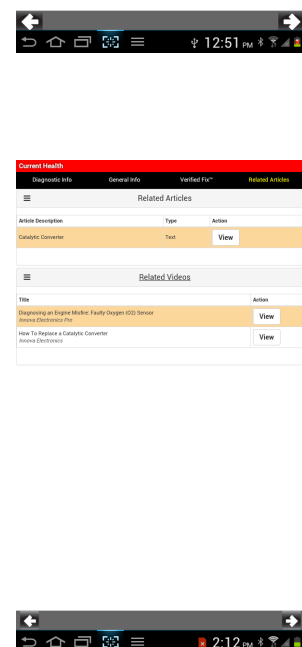 12:51 PM
Current Health
Diagnostic Info General Info Verified Fix™ Related Articles
Related Articles
Article Description Type Action
Catalytic Converter Text View
Related Videos
Title Action
Diagnosing an Engine Misfire: Faulty Oxygen (O2) Sensor View
Innova Electronics Pro
How To Replace a Catalytic Converter View
Innova Electronics
2:12 PM